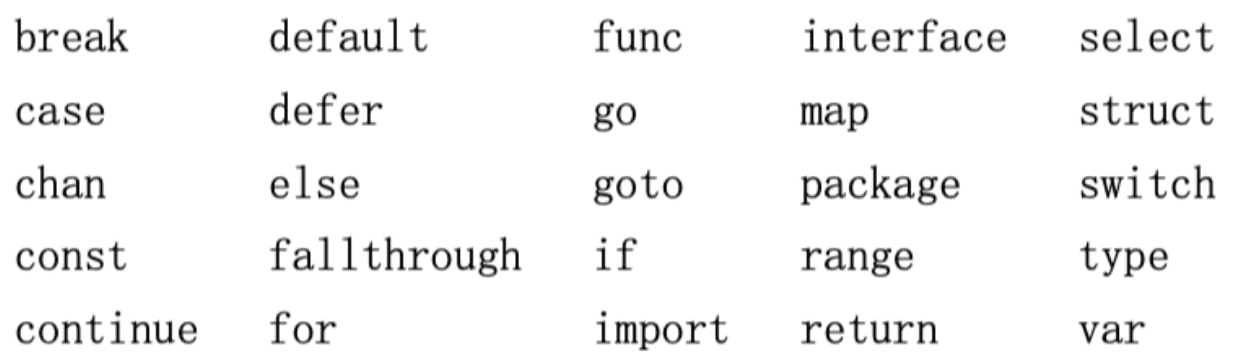 break default func interface select
case defer go map struct
chan else goto package switch
const fallthrough if range type
continue for import return var